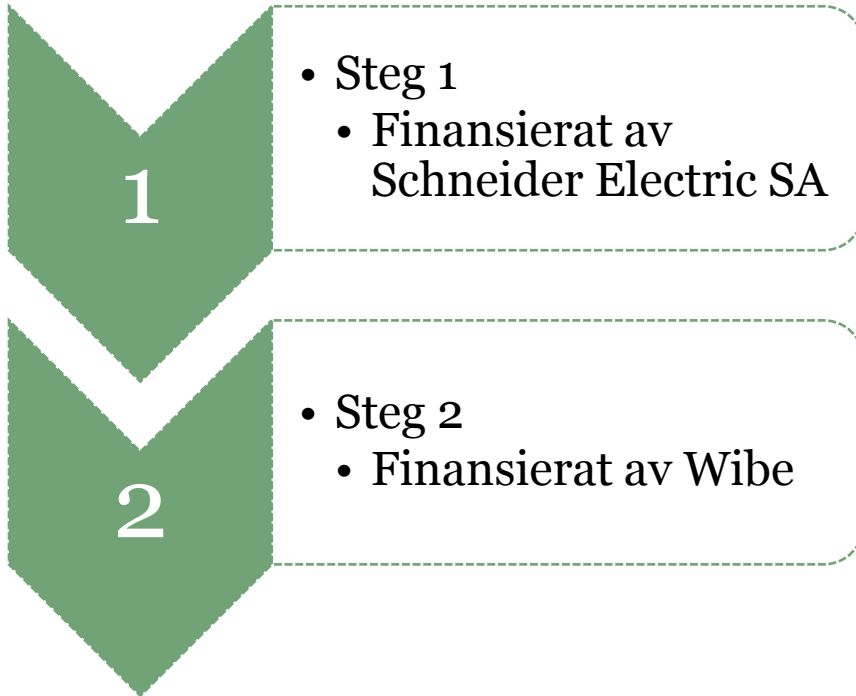 1
• Steg 1
• Finansierat av
Schneider Electric SA
2
• Steg 2
• Finansierat av Wibe